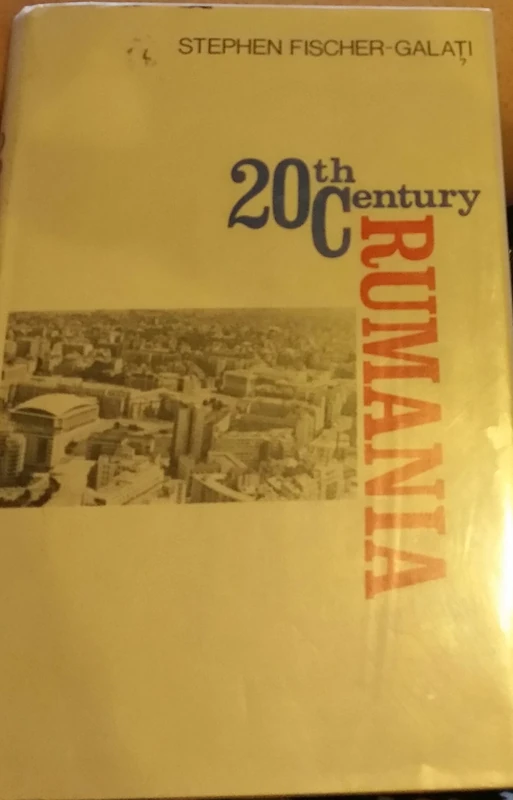 STEPHEN FISCHER-GALAȚI
20th Century
RUMANIA